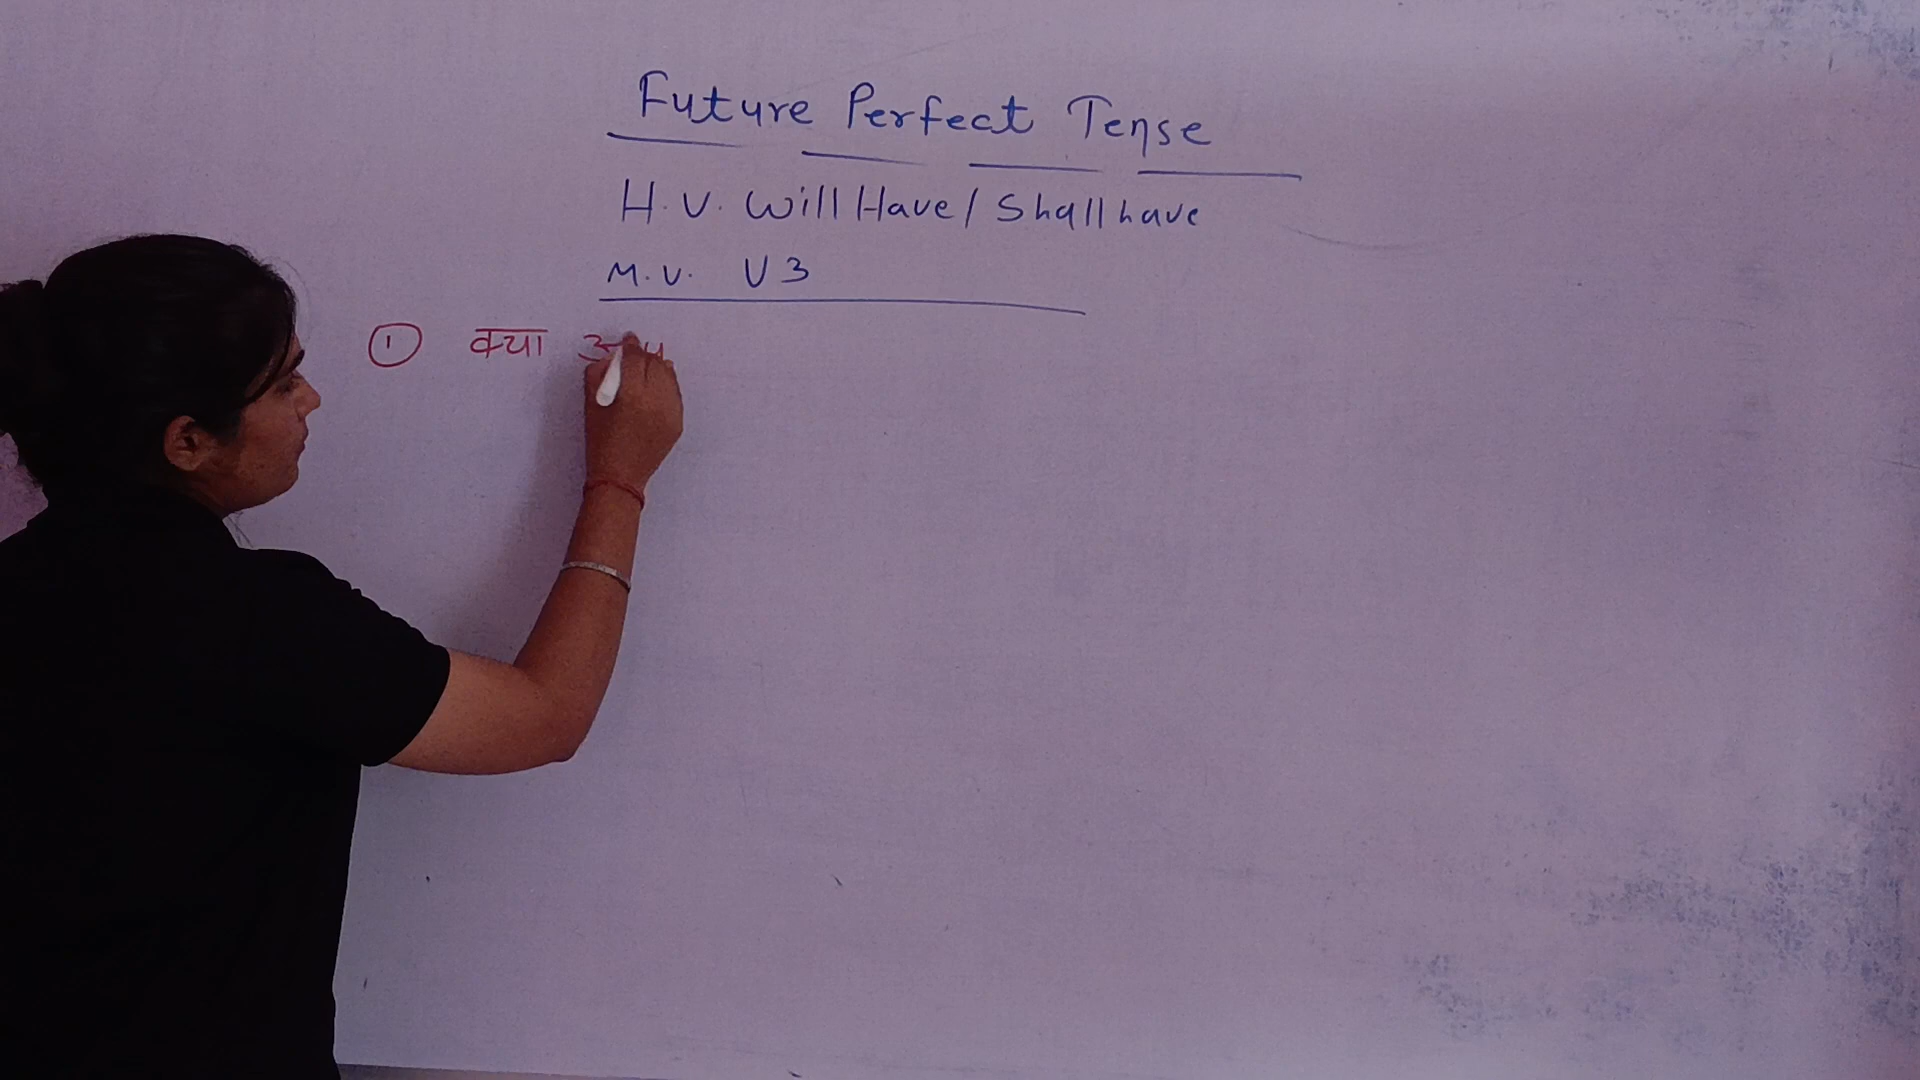 Future Perfect Tense
H.V. Will Have / Shall have
M.V. V3
① क्या